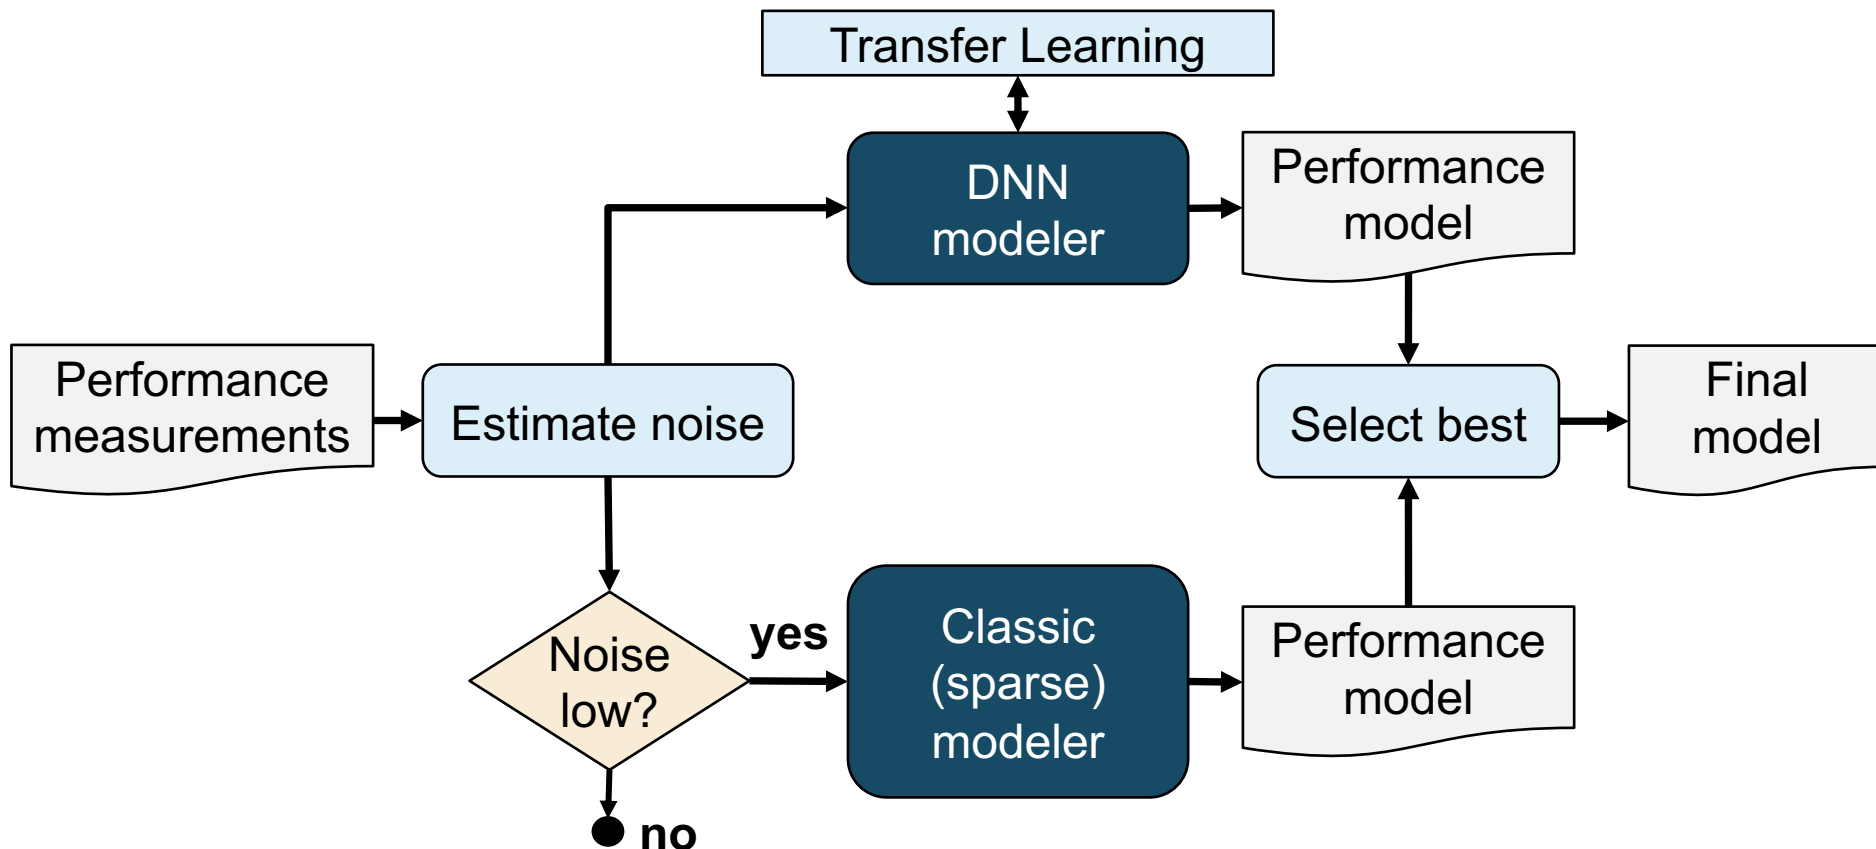 Transfer Learning
DNN
modeler
Performance
model
Performance
measurements
Estimate noise
Select best
Final
model
Noise
low?
yes
Classic
(sparse)
modeler
Performance
model
no